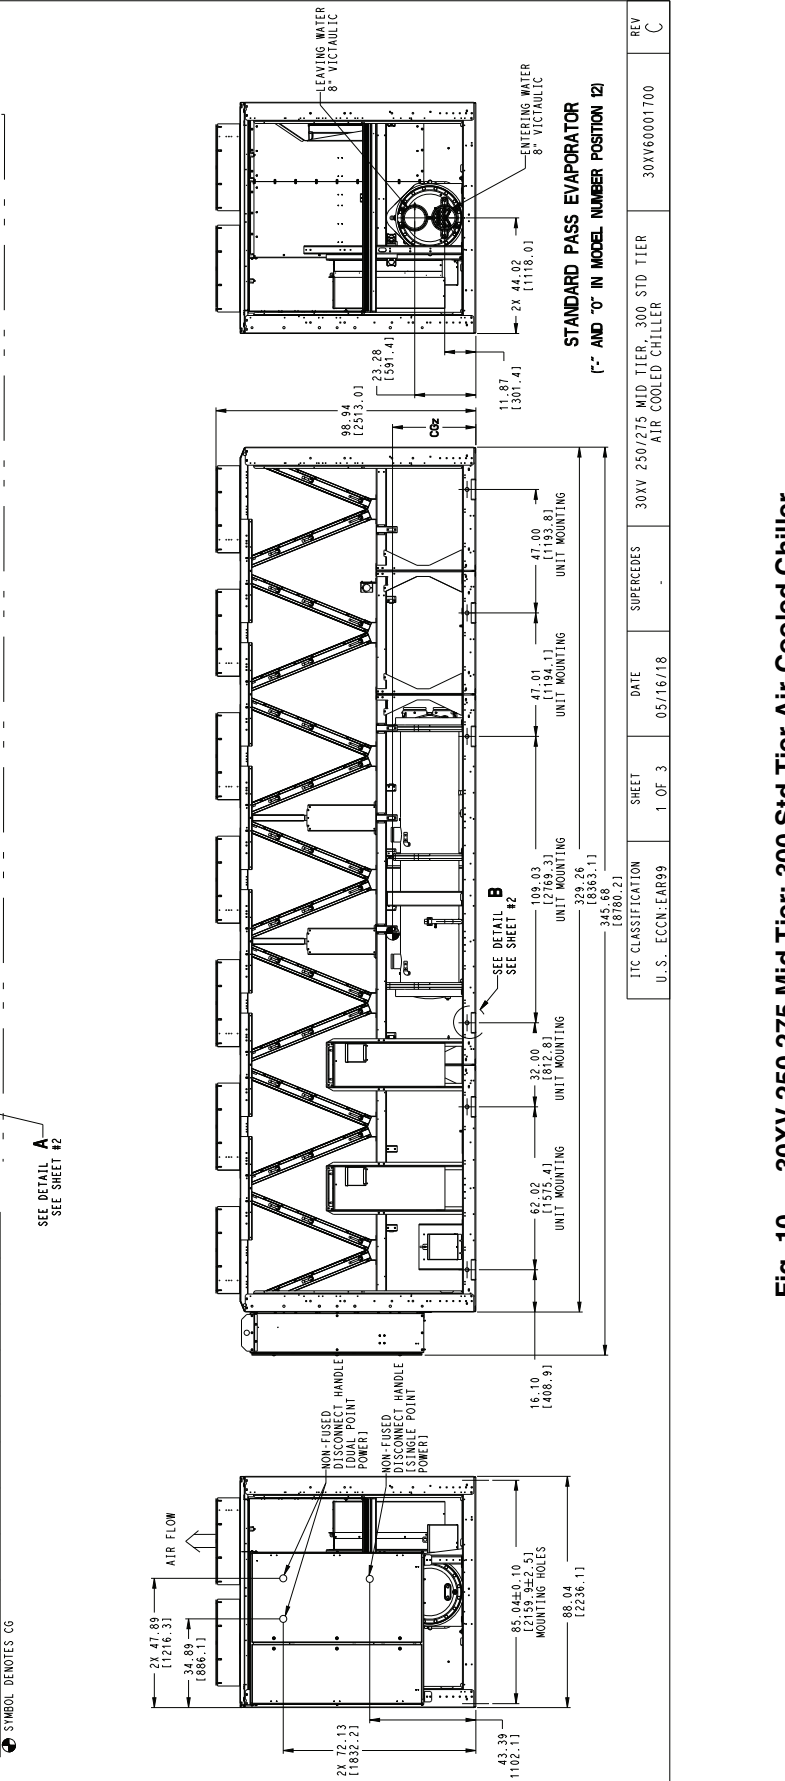 SYMBOL DENOTES CG
SEE DETAIL A
SEE SHEET #2
LEAVING WATER
8" VICTAULIC
ENTERING WATER
8" VICTAULIC
2X 44.02
[1118.0]
23.28
[591.4]
11.87
[301.4]
STANDARD PASS EVAPORATOR
("-" AND "0" IN MODEL NUMBER POSITION 12)
98.94
[2513.0]
CGz
47.00
[1193.8]
UNIT MOUNTING
47.01
[1194.1]
UNIT MOUNTING
109.03
[2769.3]
UNIT MOUNTING
32.00
[812.8]
UNIT MOUNTING
62.02
[1575.4]
UNIT MOUNTING
329.26
[8363.1]
345.68
[8780.2]
16.10
[408.9]
SEE DETAIL B
SEE SHEET #2
NON-FUSED
DISCONNECT HANDLE
[DUAL POINT
POWER]
NON-FUSED
DISCONNECT HANDLE
[SINGLE POINT
POWER]
AIR FLOW
2X 47.89
[1216.3]
34.89
[886.1]
2X 72.13
[1832.2]
43.39
1102.1]
85.04±0.10
[2159.9±2.5]
MOUNTING HOLES
88.04
[2236.1]
ITC CLASSIFICATION
U.S. ECCN:EAR99
SHEET
1 OF 3
DATE
05/16/18
SUPERCEDES
-
30XV 250/275 MID TIER, 300 STD TIER
AIR COOLED CHILLER
30XV60001700
REV
C
Fig. 10 30XV 250-275 Mid Tier; 300 Std Tier Air Cooled Chiller